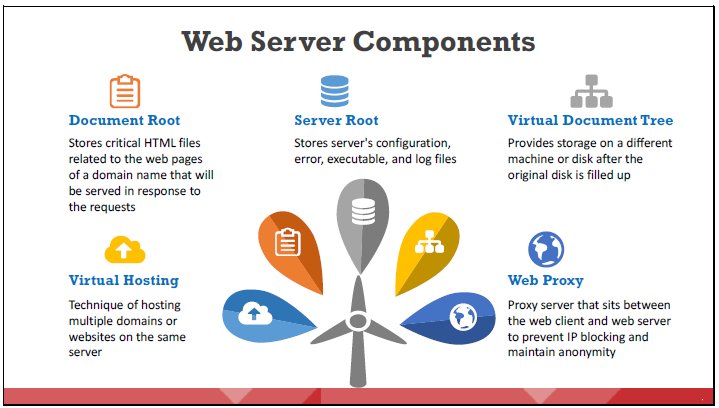 Web Server Components
Document Root
Stores critical HTML files
related to the web pages
of a domain name that will
be served in response to
the requests
Server Root
Stores server's configuration,
error, executable, and log files
Virtual Document Tree
Provides storage on a different
machine or disk after the
original disk is filled up
Virtual Hosting
Technique of hosting
multiple domains or
websites on the same
server
Web Proxy
Proxy server that sits between
the web client and web server
to prevent IP blocking and
maintain anonymity